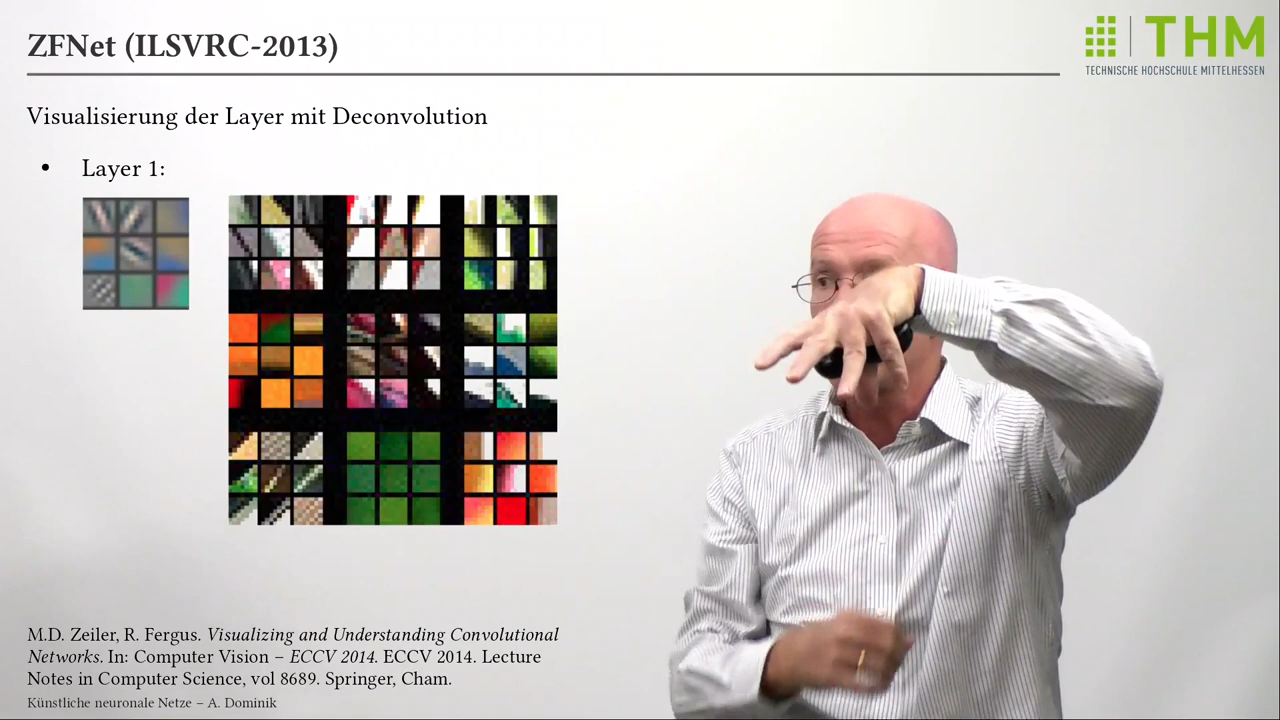 ZFNet (ILSVRC-2013)
THM
TECHNISCHE HOCHSCHULE MITTELHESSEN
Visualisierung der Layer mit Deconvolution
• Layer 1:
M.D. Zeiler, R. Fergus. Visualizing and Understanding Convolutional
Networks. In: Computer Vision – ECCV 2014. ECCV 2014. Lecture
Notes in Computer Science, vol 8689. Springer, Cham.
Künstliche neuronale Netze – A. Dominik